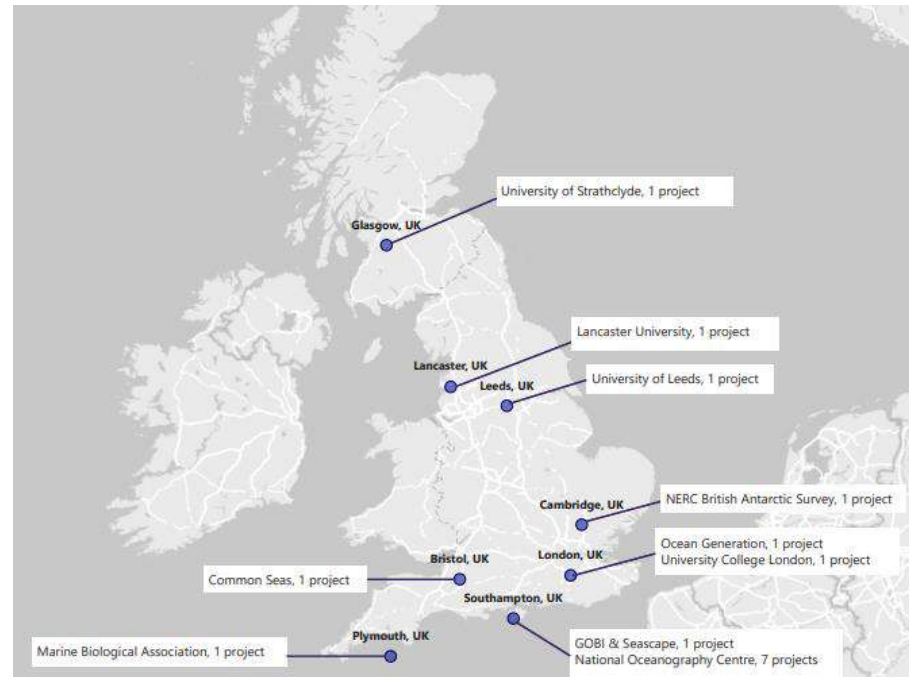 University of Strathclyde, 1 project
Glasgow, UK
Lancaster University, 1 project
Lancaster, UK
University of Leeds, 1 project
Leeds, UK
Cambridge, UK
NERC British Antarctic Survey, 1 project
Ocean Generation, 1 project
University College London, 1 project
London, UK
Bristol, UK
Common Seas, 1 project
Southampton, UK
GOBI & Seascape, 1 project
National Oceanography Centre, 7 projects
Plymouth, UK
Marine Biological Association, 1 project